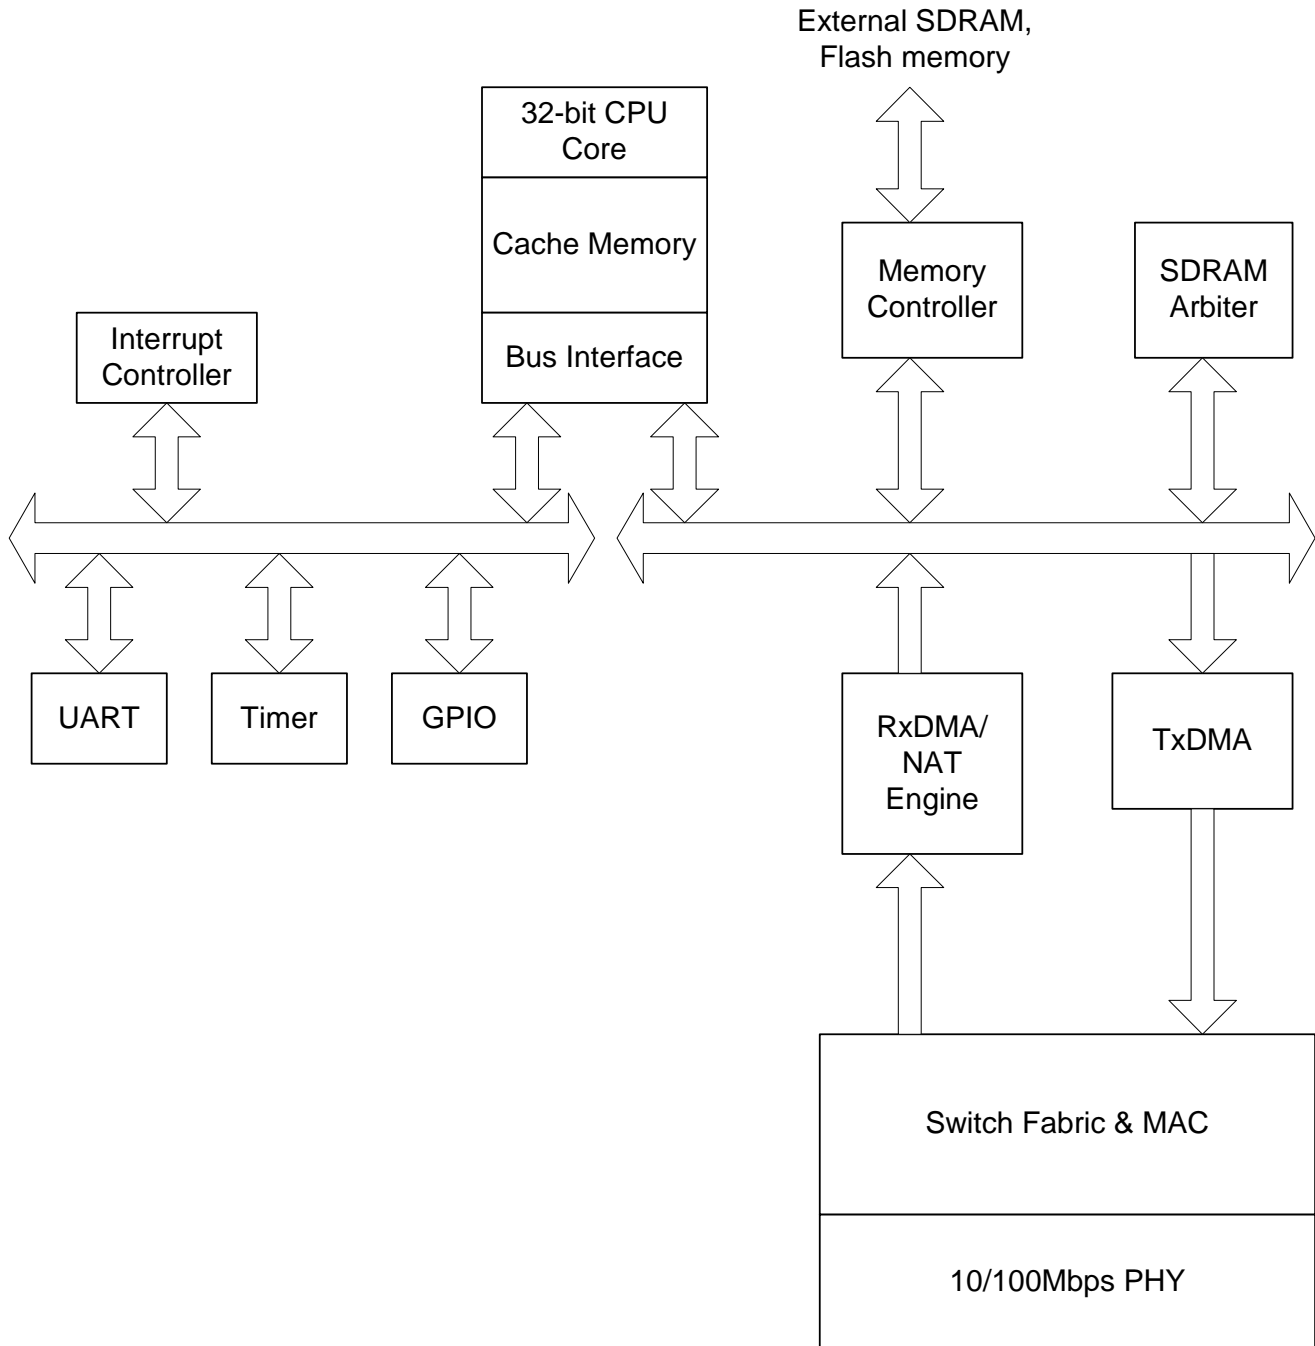 External SDRAM,
Flash memory
32-bit CPU
Core
Cache Memory
Bus Interface
Memory
Controller
SDRAM
Arbiter
Interrupt
Controller
UART
Timer
GPIO
RxDMA/
NAT
Engine
TxDMA
Switch Fabric & MAC
10/100Mbps PHY